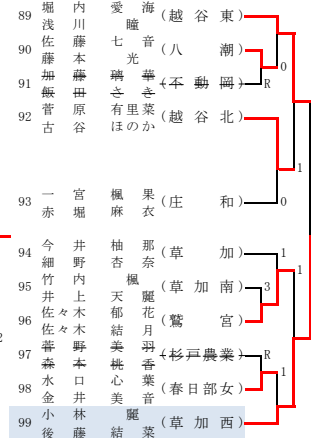 89 堀内愛海 (越谷東)
浅川瞳
90 佐藤七音 (八潮)
藤本光
0
91 加藤璃華 (不動岡) R
飯田さき
92 菅原有里菜 (越谷北)
古谷ほのか
1
93 一宮楓果 (庄和) 0
赤堀麻衣
94 今井柚那 (草加) 1
細野杏奈
1
95 竹内楓 (草加南) 3
井上天麗
96 佐々木郁花 (鷲宮)
佐々木結月
2
97 菅野美羽 (杉戸農業) R
森本桃香
1
98 水口心葉 (春日部女)
金井美音
99 小林麗 (草加西)
後藤結菜